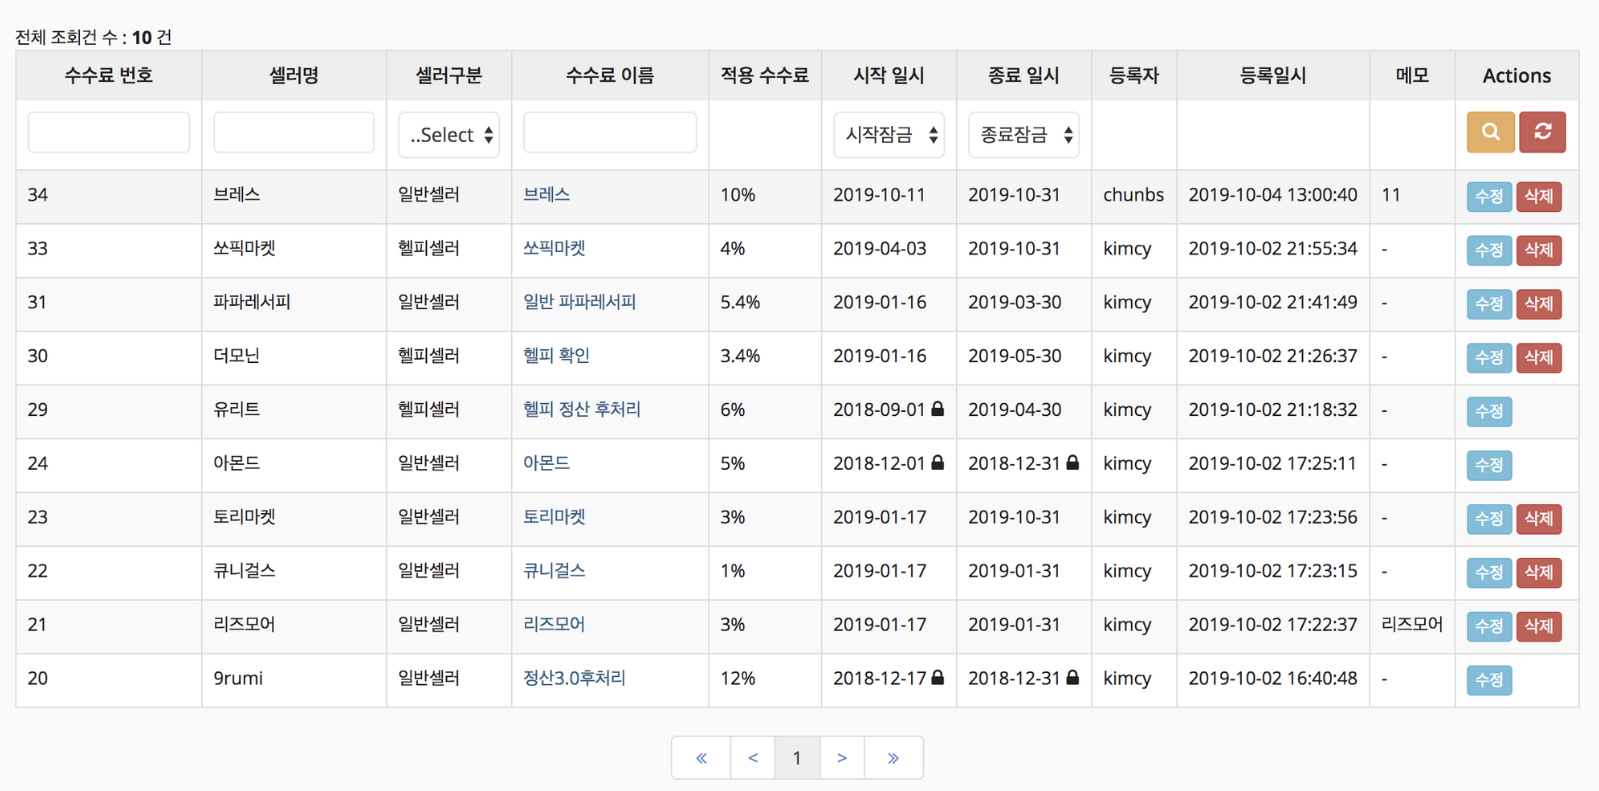 전체 조회건 수 : 10 건
수수료 번호 셀러명 셀러구분 수수료 이름 적용 수수료 시작 일시 종료 일시 등록자 등록일시 메모 Actions
..Select 시작잠금 종료잠금
34 브레스 일반셀러 브레스 10% 2019-10-11 2019-10-31 chunbs 2019-10-04 13:00:40 11 수정 삭제
33 쏘픽마켓 헬피셀러 쏘픽마켓 4% 2019-04-03 2019-10-31 kimcy 2019-10-02 21:55:34 - 수정 삭제
31 파파레서피 일반셀러 일반 파파레서피 5.4% 2019-01-16 2019-03-30 kimcy 2019-10-02 21:41:49 - 수정 삭제
30 더모닌 헬피셀러 헬피 확인 3.4% 2019-01-16 2019-05-30 kimcy 2019-10-02 21:26:37 - 수정 삭제
29 유리트 헬피셀러 헬피 정산 후처리 6% 2018-09-01 2019-04-30 kimcy 2019-10-02 21:18:32 - 수정
24 아몬드 일반셀러 아몬드 5% 2018-12-01 2018-12-31 kimcy 2019-10-02 17:25:11 - 수정
23 토리마켓 일반셀러 토리마켓 3% 2019-01-17 2019-10-31 kimcy 2019-10-02 17:23:56 - 수정 삭제
22 큐니걸스 일반셀러 큐니걸스 1% 2019-01-17 2019-01-31 kimcy 2019-10-02 17:23:15 - 수정 삭제
21 리즈모어 일반셀러 리즈모어 3% 2019-01-17 2019-01-31 kimcy 2019-10-02 17:22:37 리즈모어 수정 삭제
20 9rumi 일반셀러 정산3.0후처리 12% 2018-12-17 2018-12-31 kimcy 2019-10-02 16:40:48 - 수정
« < 1 > »